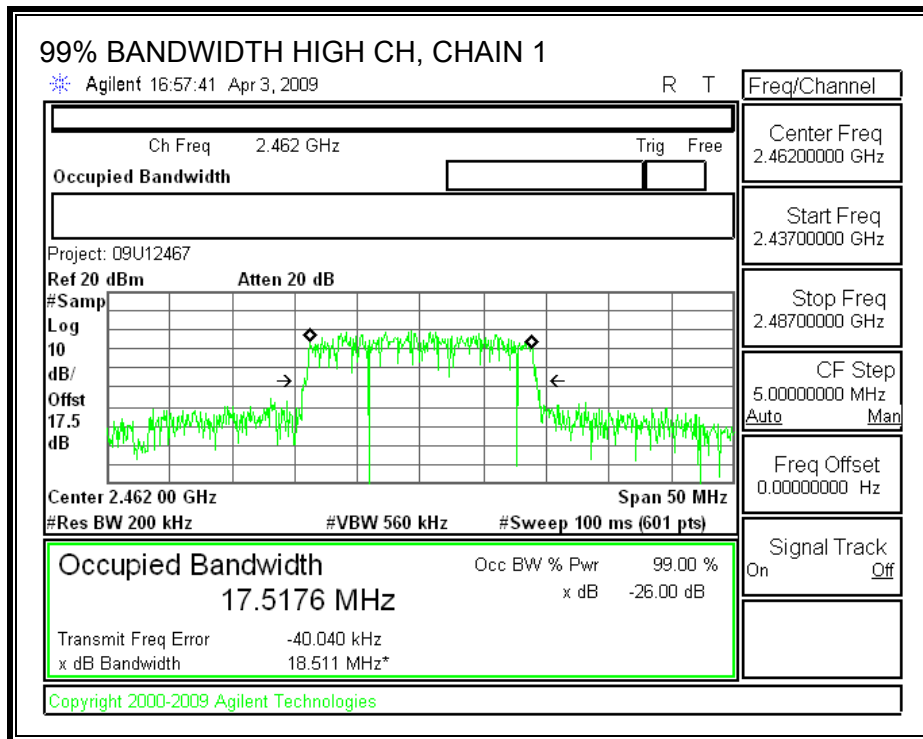 99% BANDWIDTH HIGH CH, CHAIN 1
Agilent 16:57:41 Apr 3, 2009 R T
Freq/Channel
Ch Freq 2.462 GHz Trig Free
Occupied Bandwidth
Center Freq
2.46200000 GHz
Start Freq
2.43700000 GHz
Stop Freq
2.48700000 GHz
CF Step
5.00000000 MHz
Auto Man
Freq Offset
0.00000000 Hz
Signal Track
On Off
Project: 09U12467
Ref 20 dBm Atten 20 dB
#Samp
Log
10
dB/
Offst
17.5
dB
Center 2.462 00 GHz Span 50 MHz
#Res BW 200 kHz #VBW 560 kHz #Sweep 100 ms (601 pts)
Occupied Bandwidth
17.5176 MHz
Occ BW % Pwr 99.00 %
x dB -26.00 dB
Transmit Freq Error -40.040 kHz
x dB Bandwidth 18.511 MHz*
Copyright 2000-2009 Agilent Technologies